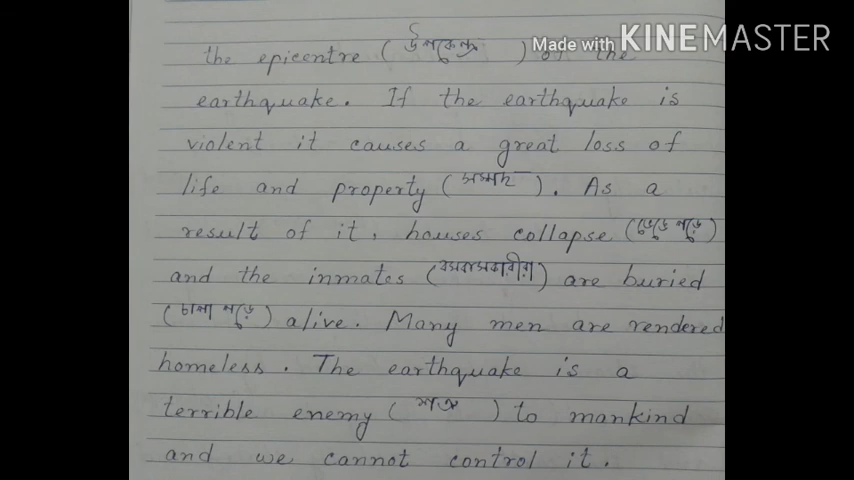 the epicentre (উপকেন্দ্র) of the
Made with KINEMASTER
earthquake. If the earthquake is
violent it causes a great loss of
life and property (সম্পদ). As a
result of it, houses collapse (ভেঙে পড়ে)
and the inmates (বসবাসকারীরা) are buried
(চাপা পড়ে) alive. Many men are rendered
homeless. The earthquake is a
terrible enemy (শত্রু) to mankind
and we cannot control it.